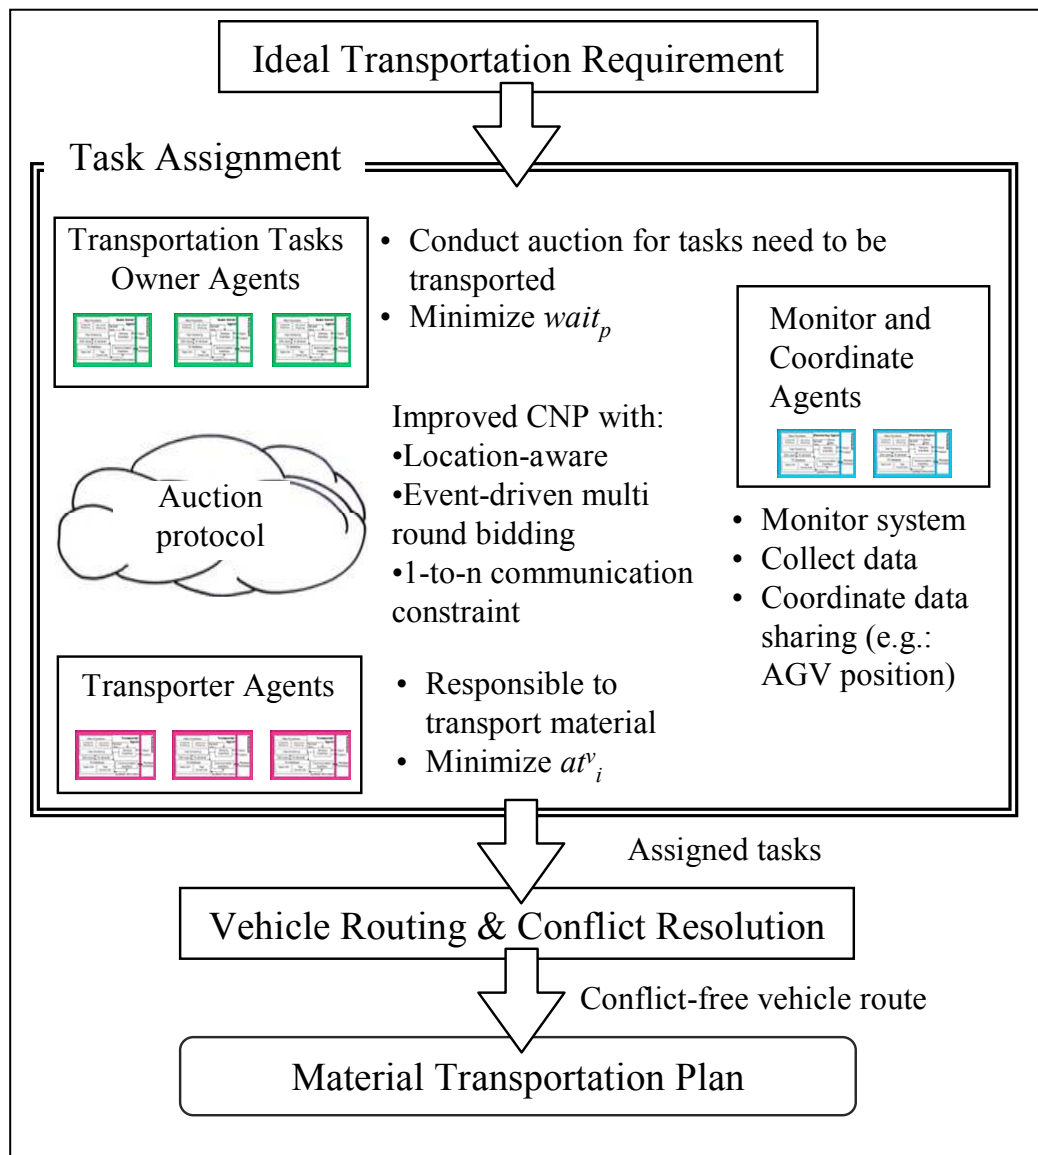 Ideal Transportation Requirement
Task Assignment
Transportation Tasks
Owner Agents
• Conduct auction for tasks need to be
transported
• Minimize wait_p
Monitor and
Coordinate
Agents
Improved CNP with:
•Location-aware
•Event-driven multi
round bidding
•1-to-n communication
constraint
Auction
protocol
• Monitor system
• Collect data
• Coordinate data
sharing (e.g.:
AGV position)
Transporter Agents
• Responsible to
transport material
• Minimize at^v_i
Assigned tasks
Vehicle Routing & Conflict Resolution
Conflict-free vehicle route
Material Transportation Plan